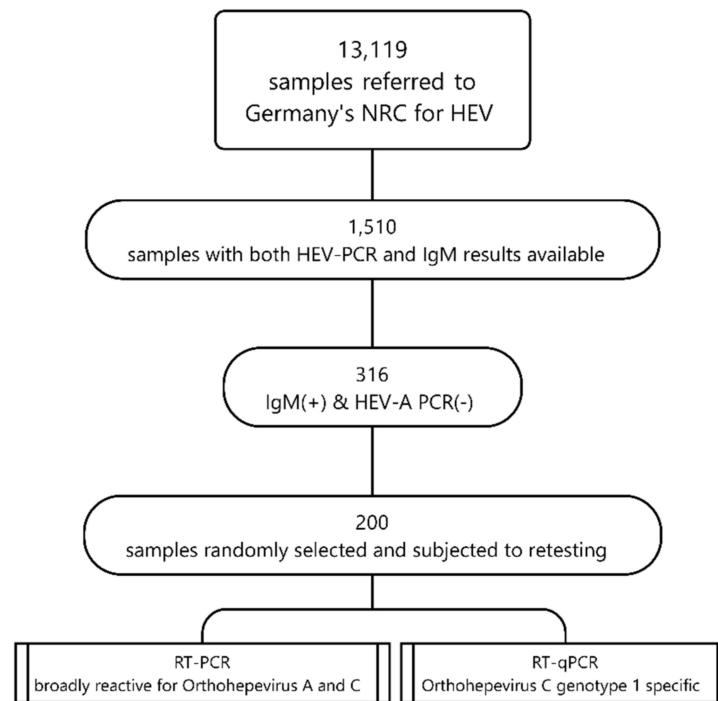 13,119
samples referred to
Germany's NRC for HEV
1,510
samples with both HEV-PCR and IgM results available
316
IgM(+) & HEV-A PCR(-)
200
samples randomly selected and subjected to retesting
RT-PCR
broadly reactive for Orthohepevirus A and C
RT-qPCR
Orthohepevirus C genotype 1 specific